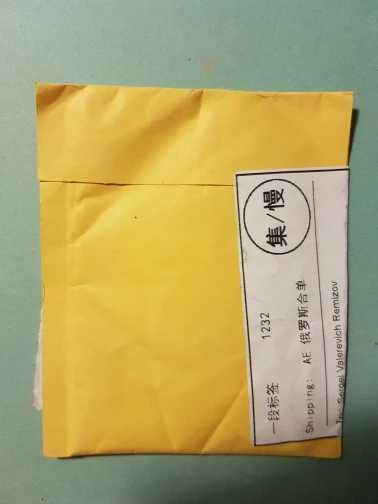 集/慢
一段标签 1232
Shipping: AE 俄罗斯合单
To: Sergei Valerevich Remizov